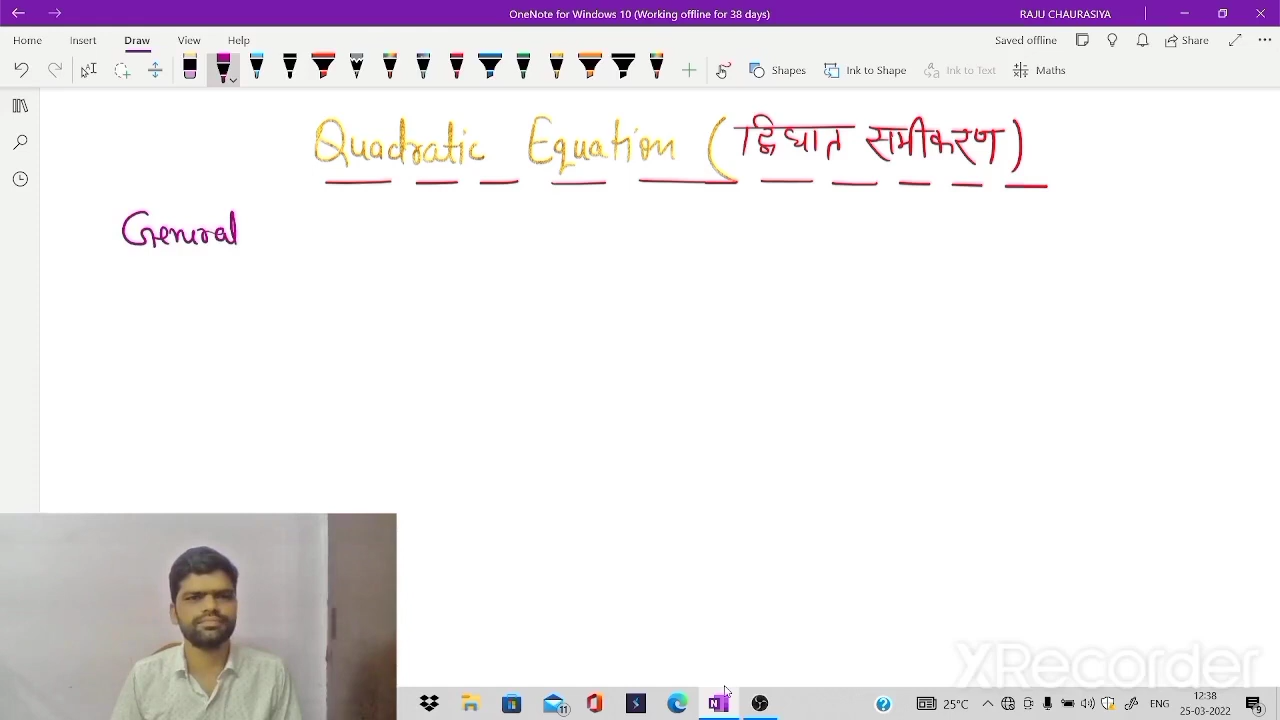 OneNote for Windows 10 (Working offline for 38 days)
RAJU CHAURASIYA
Home Insert Draw View Help
Saved offline Share
Shapes Ink to Shape Ink to Text Maths
Quadratic Equation (द्विघात समीकरण)
General
XRecorder
11
25°C ENG 12:38
25-03-2022 9